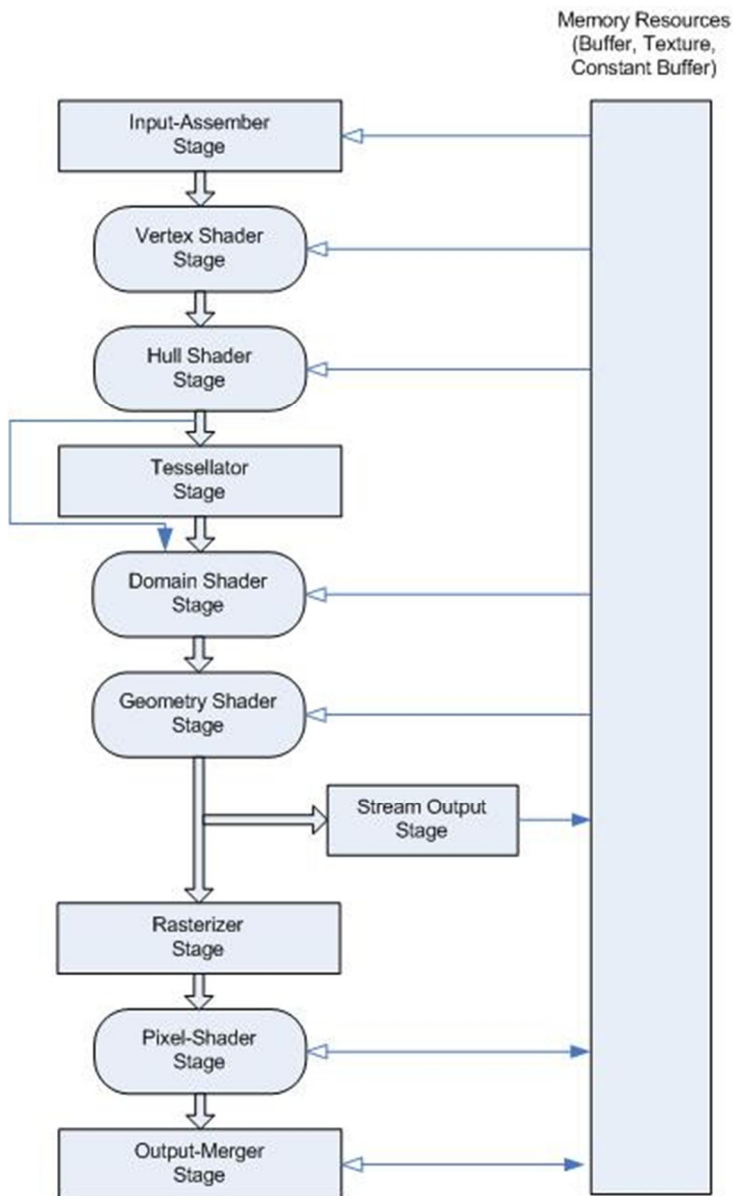 Memory Resources
(Buffer, Texture,
Constant Buffer)
Input-Assember
Stage
Vertex Shader
Stage
Hull Shader
Stage
Tessellator
Stage
Domain Shader
Stage
Geometry Shader
Stage
Stream Output
Stage
Rasterizer
Stage
Pixel-Shader
Stage
Output-Merger
Stage